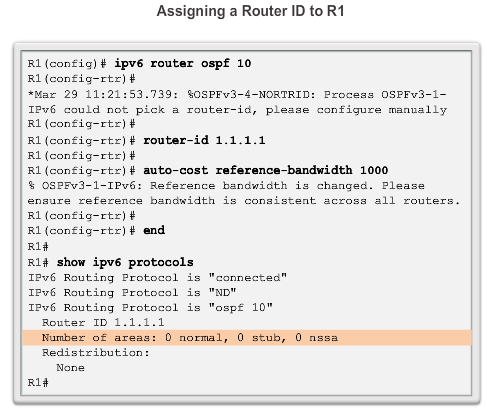 Assigning a Router ID to R1
R1(config)# ipv6 router ospf 10
R1(config-rtr)#
*Mar 29 11:21:53.739: %OSPFv3-4-NORTRID: Process OSPFv3-1-
IPv6 could not pick a router-id, please configure manually
R1(config-rtr)#
R1(config-rtr)# router-id 1.1.1.1
R1(config-rtr)#
R1(config-rtr)# auto-cost reference-bandwidth 1000
% OSPFv3-1-IPv6: Reference bandwidth is changed. Please
ensure reference bandwidth is consistent across all routers.
R1(config-rtr)#
R1(config-rtr)# end
R1#
R1# show ipv6 protocols
IPv6 Routing Protocol is "connected"
IPv6 Routing Protocol is "ND"
IPv6 Routing Protocol is "ospf 10"
Router ID 1.1.1.1
Number of areas: 0 normal, 0 stub, 0 nssa
Redistribution:
None
R1#